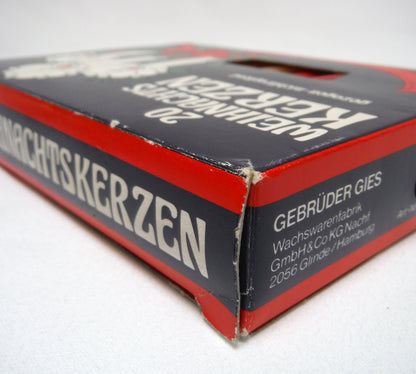 20
WEIHNACHTS
KERZEN
NACHTSKERZEN
GEBRÜDER GIES
Wachswarenfabrik
GmbH & Co KG Nachf
2056 Glinde/Hamburg